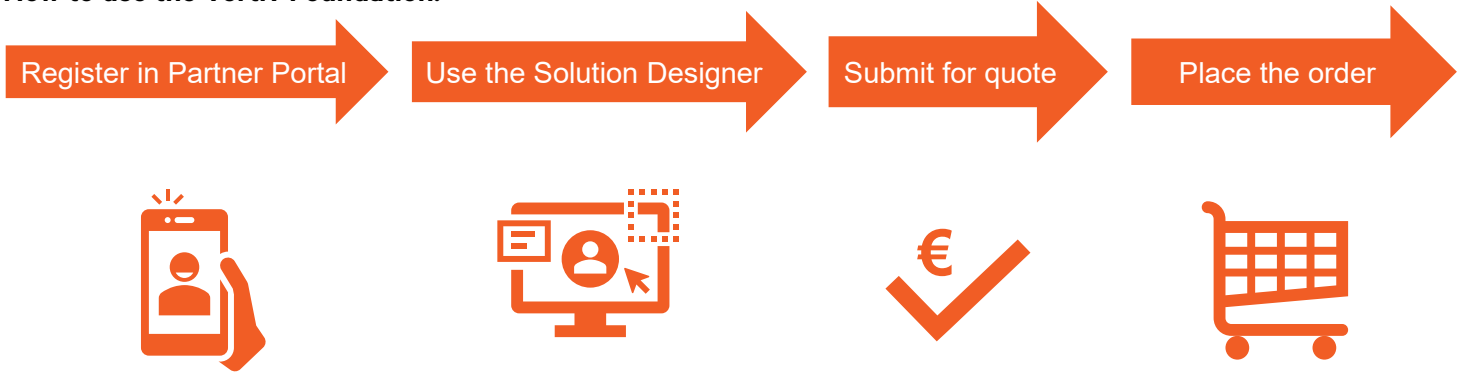 Register in Partner Portal
Use the Solution Designer
Submit for quote
Place the order
€